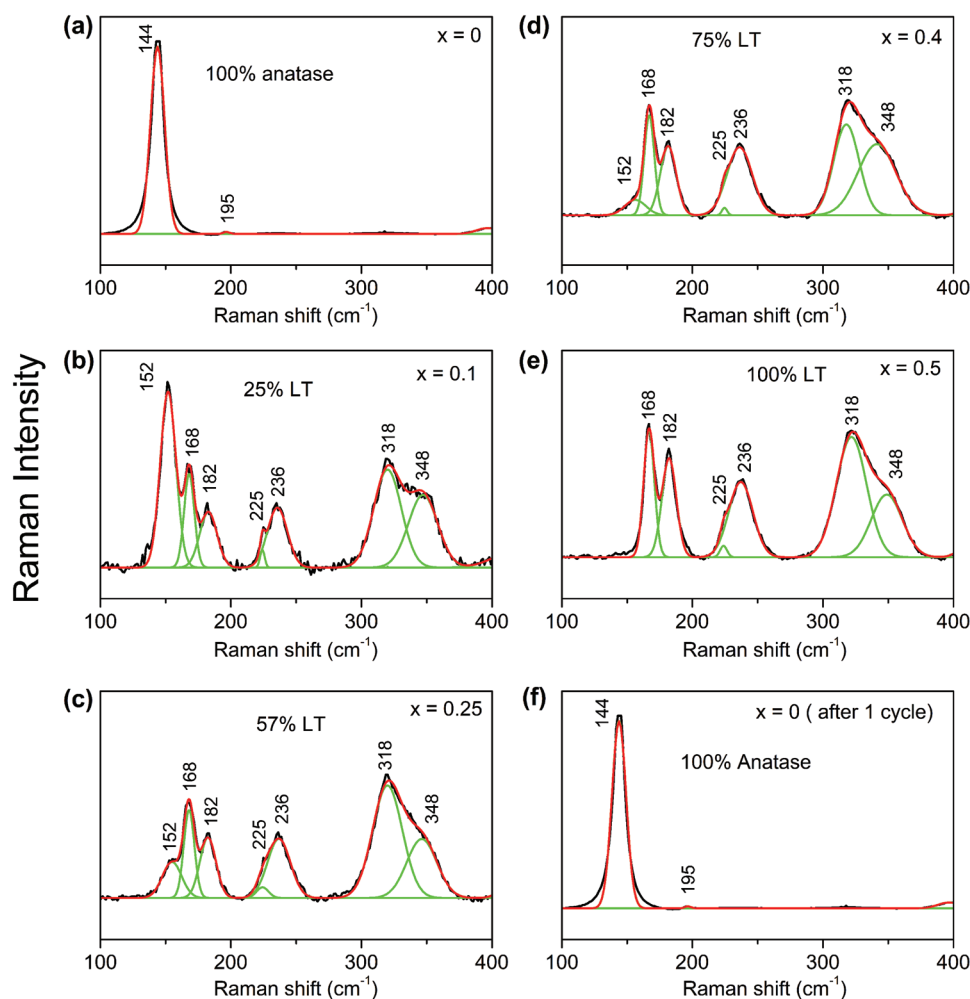 Raman Intensity
(a)
x = 0
144
100% anatase
195
100 200 300 400
Raman shift (cm-1)
(b)
x = 0.1
25% LT
152
168
182
225
236
318
348
100 200 300 400
Raman shift (cm-1)
(c)
x = 0.25
57% LT
152
168
182
225
236
318
348
100 200 300 400
Raman shift (cm-1)
(d)
x = 0.4
75% LT
152
168
182
225
236
318
348
100 200 300 400
Raman shift (cm-1)
(e)
x = 0.5
100% LT
168
182
225
236
318
348
100 200 300 400
Raman shift (cm-1)
(f)
x = 0 ( after 1 cycle)
144
100% Anatase
195
100 200 300 400
Raman shift (cm-1)